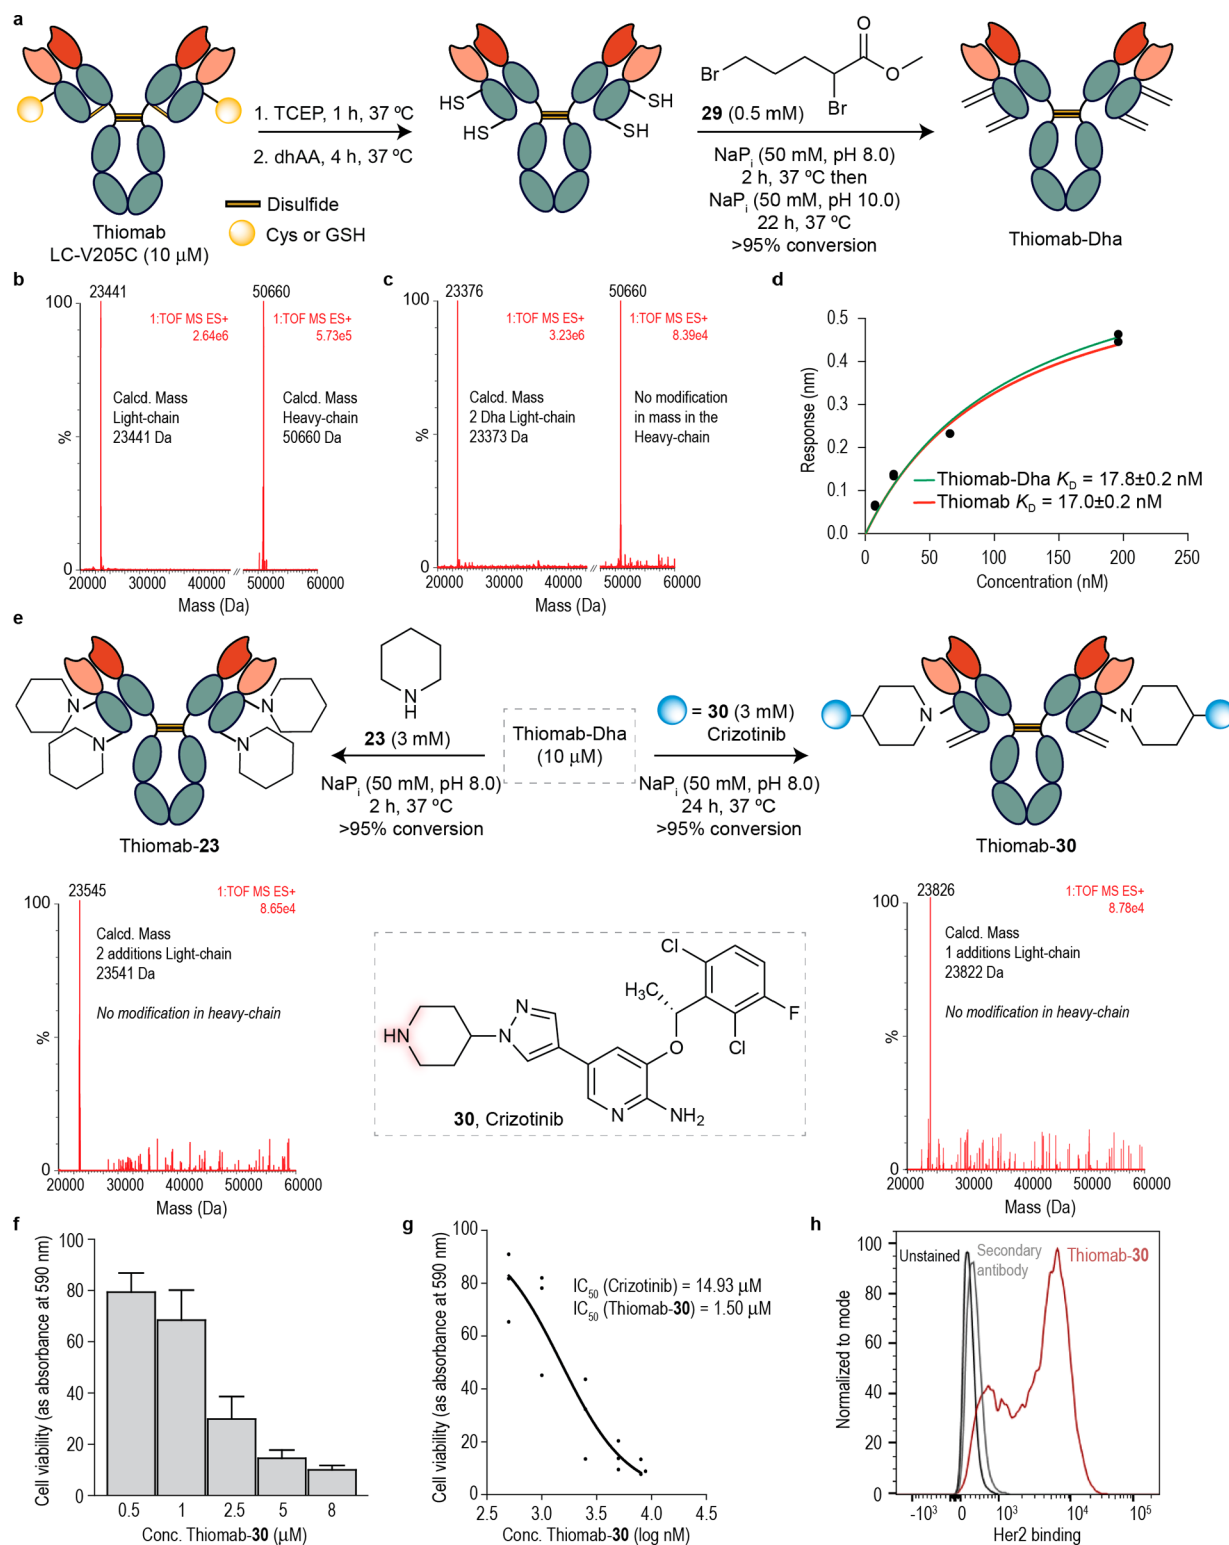 a
1. TCEP, 1 h, 37 ºC
2. dhAA, 4 h, 37 ºC
Disulfide
Cys or GSH
Thiomab
LC-V205C (10 μM)
HS
HS
SH
SH
Br
Br
O
O
29 (0.5 mM)
NaPi (50 mM, pH 8.0)
2 h, 37 ºC then
NaPi (50 mM, pH 10.0)
22 h, 37 ºC
>95% conversion
Thiomab-Dha
b
23441
50660
100
%
0
1:TOF MS ES+
2.64e6
1:TOF MS ES+
5.73e5
Calcd. Mass
Light-chain
23441 Da
Calcd. Mass
Heavy-chain
50660 Da
20000 30000 40000 50000 60000
Mass (Da)
c
23376
50660
100
%
0
1:TOF MS ES+
3.23e6
1:TOF MS ES+
8.39e4
Calcd. Mass
2 Dha Light-chain
23373 Da
No modification
in mass in the
Heavy-chain
20000 30000 40000 50000 60000
Mass (Da)
d
Response (nm)
0.5
0.4
0.3
0.2
0.1
0.0
Thiomab-Dha KD = 17.8±0.2 nM
Thiomab KD = 17.0±0.2 nM
0 50 100 150 200 250
Concentration (nM)
e
N
N
N
N
Thiomab-23
N
H
23 (3 mM)
NaPi (50 mM, pH 8.0)
2 h, 37 ºC
>95% conversion
Thiomab-Dha
(10 μM)
= 30 (3 mM)
Crizotinib
NaPi (50 mM, pH 8.0)
24 h, 37 ºC
>95% conversion
N
N
Thiomab-30
23545
100
%
0
1:TOF MS ES+
8.65e4
Calcd. Mass
2 additions Light-chain
23541 Da
No modification in heavy-chain
20000 30000 40000 50000 60000
Mass (Da)
HN
N
N
N
NH2
O
H3C
Cl
Cl
F
30, Crizotinib
23826
100
%
0
1:TOF MS ES+
8.78e4
Calcd. Mass
1 additions Light-chain
23822 Da
No modification in heavy-chain
20000 30000 40000 50000 60000
Mass (Da)
f
Cell viability (as absorbance at 590 nm)
100
80
60
40
20
0
0.5 1 2.5 5 8
Conc. Thiomab-30 (μM)
g
Cell viability (as absorbance at 590 nm)
100
80
60
40
20
0
IC50 (Crizotinib) = 14.93 μM
IC50 (Thiomab-30) = 1.50 μM
2.5 3.0 3.5 4.0 4.5
Conc. Thiomab-30 (log nM)
h
Normalized to mode
100
80
60
40
20
0
Unstained
Secondary
antibody
Thiomab-30
-10³ 0 10³ 10⁴ 10⁵
Her2 binding